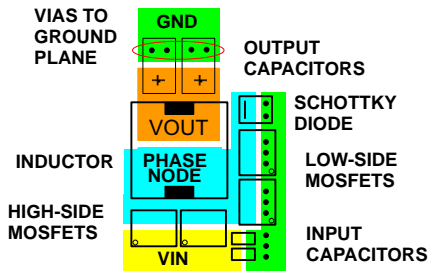 VIAS TO
GROUND
PLANE
GND
OUTPUT
CAPACITORS
+ +
VOUT
SCHOTTKY
DIODE
INDUCTOR
PHASE
NODE
LOW-SIDE
MOSFETS
HIGH-SIDE
MOSFETS
VIN
INPUT
CAPACITORS